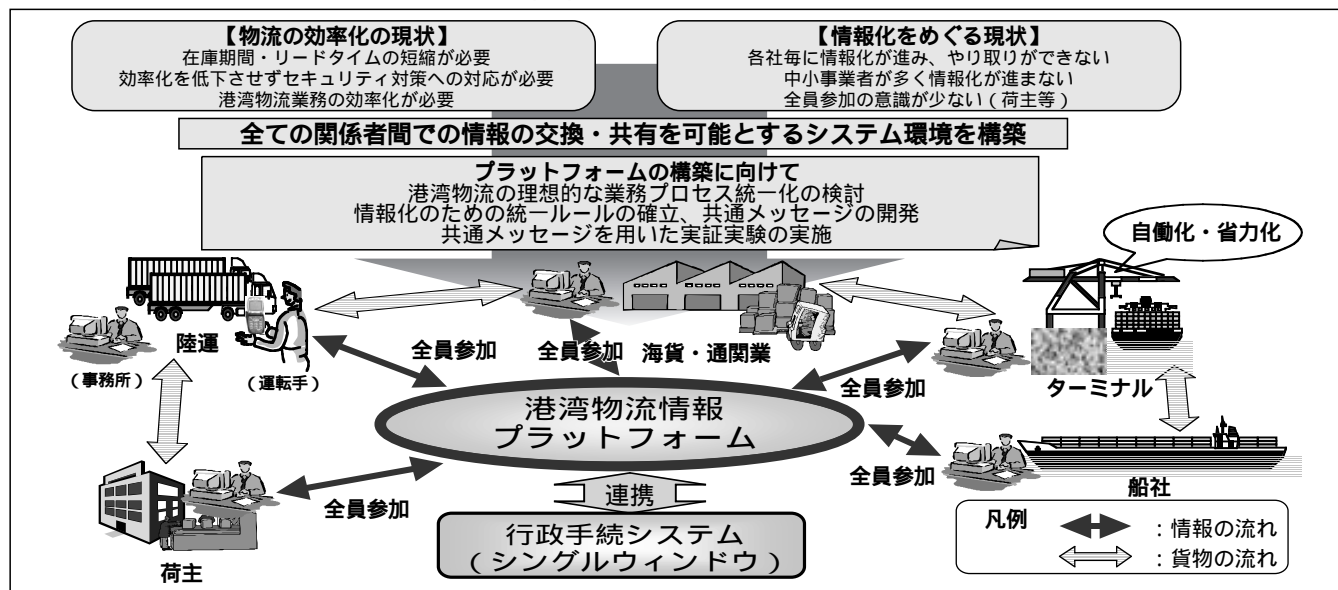 【物流の効率化の現状】
在庫期間・リードタイムの短縮が必要
効率化を低下させずセキュリティ対策への対応が必要
港湾物流業務の効率化が必要
【情報化をめぐる現状】
各社毎に情報化が進み、やり取りができない
中小事業者が多く情報化が進まない
全員参加の意識が少ない（荷主等）
全ての関係者間での情報の交換・共有を可能とするシステム環境を構築
プラットフォームの構築に向けて
港湾物流の理想的な業務プロセス統一化の検討
情報化のための統一ルールの確立、共通メッセージの開発
共通メッセージを用いた実証実験の実施
自働化・省力化
陸運
（事務所）
（運転手）
全員参加
全員参加
海貨・通関業
全員参加
ターミナル
港湾物流情報
プラットフォーム
全員参加
船社
全員参加
荷主
連携
行政手続システム
（シングルウィンドウ）
凡例
：情報の流れ
：貨物の流れ